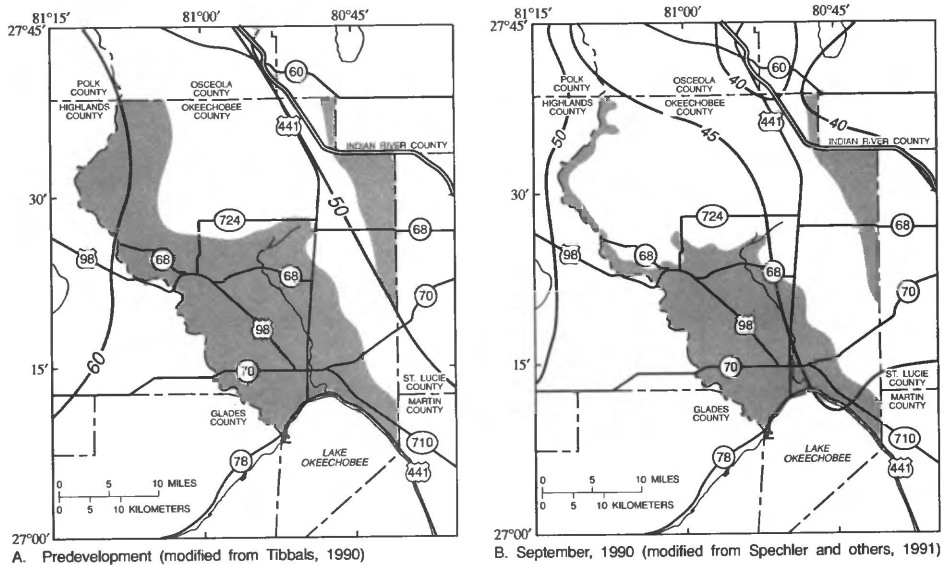 81°15'
81°00'
80°45'
27°45'
60
POLK
COUNTY
HIGHLANDS
COUNTY
OSCEOLA
COUNTY
OKEECHOBEE
COUNTY
441
INDIAN RIVER COUNTY
50
30'
724
68
98
68
68
70
98
60
15'
70
ST. LUCIE
COUNTY
MARTIN
COUNTY
GLADES
COUNTY
710
LAKE
OKEECHOBEE
78
441
0 5 10 MILES
0 5 10 KILOMETERS
27°00'
A. Predevelopment (modified from Tibbals, 1990)
81°15'
81°00'
80°45'
27°45'
60
40
POLK
COUNTY
HIGHLANDS
COUNTY
OSCEOLA
COUNTY
OKEECHOBEE
COUNTY
50
45
441
40
INDIAN RIVER COUNTY
30'
724
68
98
68
68
70
98
15'
70
ST. LUCIE
COUNTY
MARTIN
COUNTY
GLADES
COUNTY
710
LAKE
OKEECHOBEE
78
441
0 5 10 MILES
0 5 10 KILOMETERS
27°00'
B. September, 1990 (modified from Spechler and others, 1991)